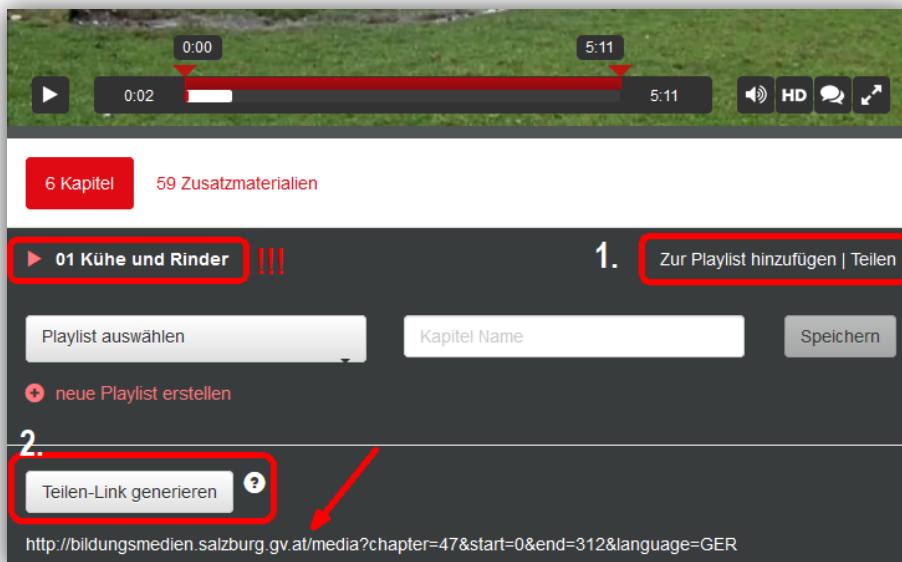 0:00 5:11
0:02 5:11 HD
6 Kapitel 59 Zusatzmaterialien
01 Kühe und Rinder !!! 1. Zur Playlist hinzufügen | Teilen
Playlist auswählen Kapitel Name Speichern
neue Playlist erstellen
2.
Teilen-Link generieren ?
http://bildungsmedien.salzburg.gv.at/media?chapter=47&start=0&end=312&language=GER